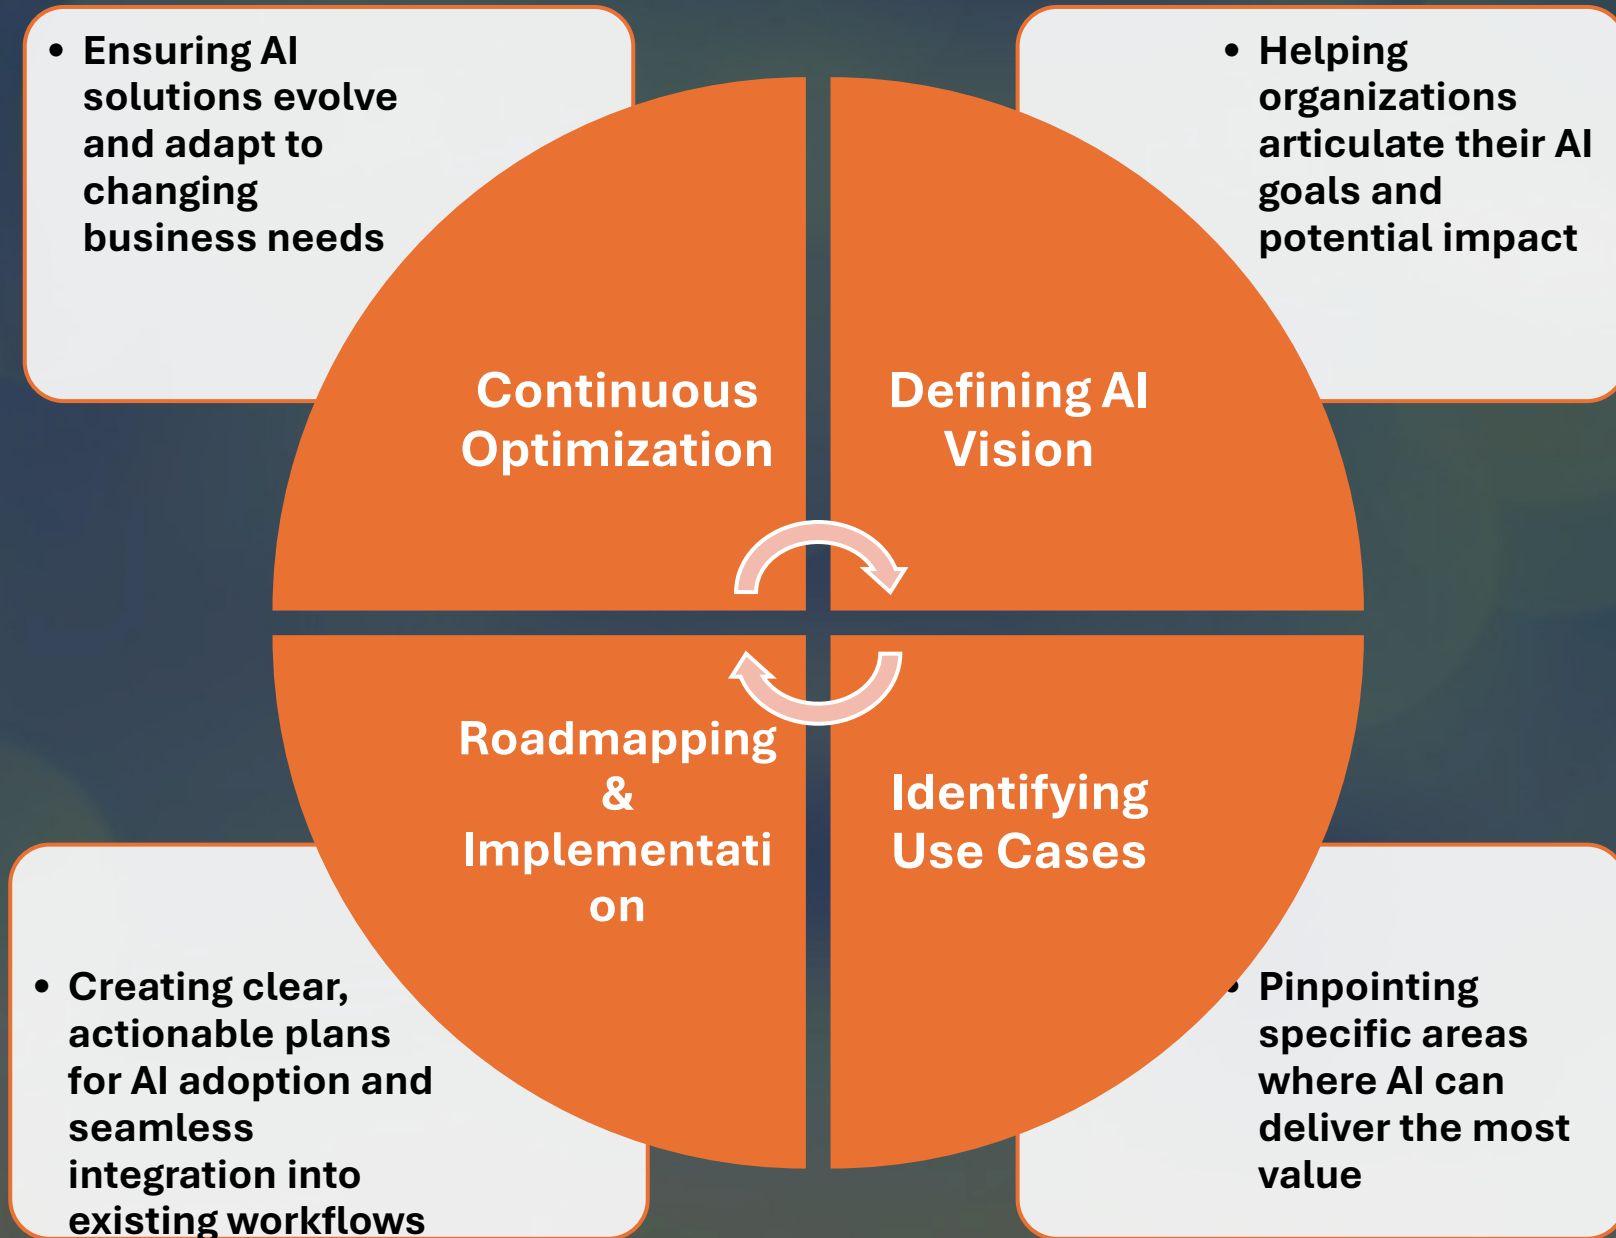 • Ensuring AI
solutions evolve
and adapt to
changing
business needs
• Helping
organizations
articulate their AI
goals and
potential impact
Continuous
Optimization
Defining AI
Vision
Roadmapping
&
Implementati
on
Identifying
Use Cases
• Creating clear,
actionable plans
for AI adoption and
seamless
integration into
existing workflows
• Pinpointing
specific areas
where AI can
deliver the most
value